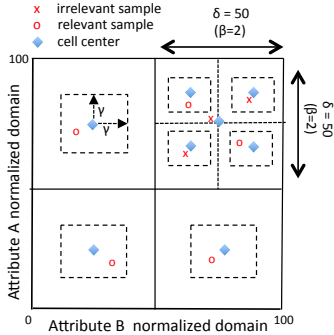 x irrelevant sample
o relevant sample
cell center
δ = 50
(β=2)
100
Attribute A normalized domain
γ
γ
x
o
x
x
x
o
o
δ = 50
(β=2)
o
o
0
100
Attribute B normalized domain